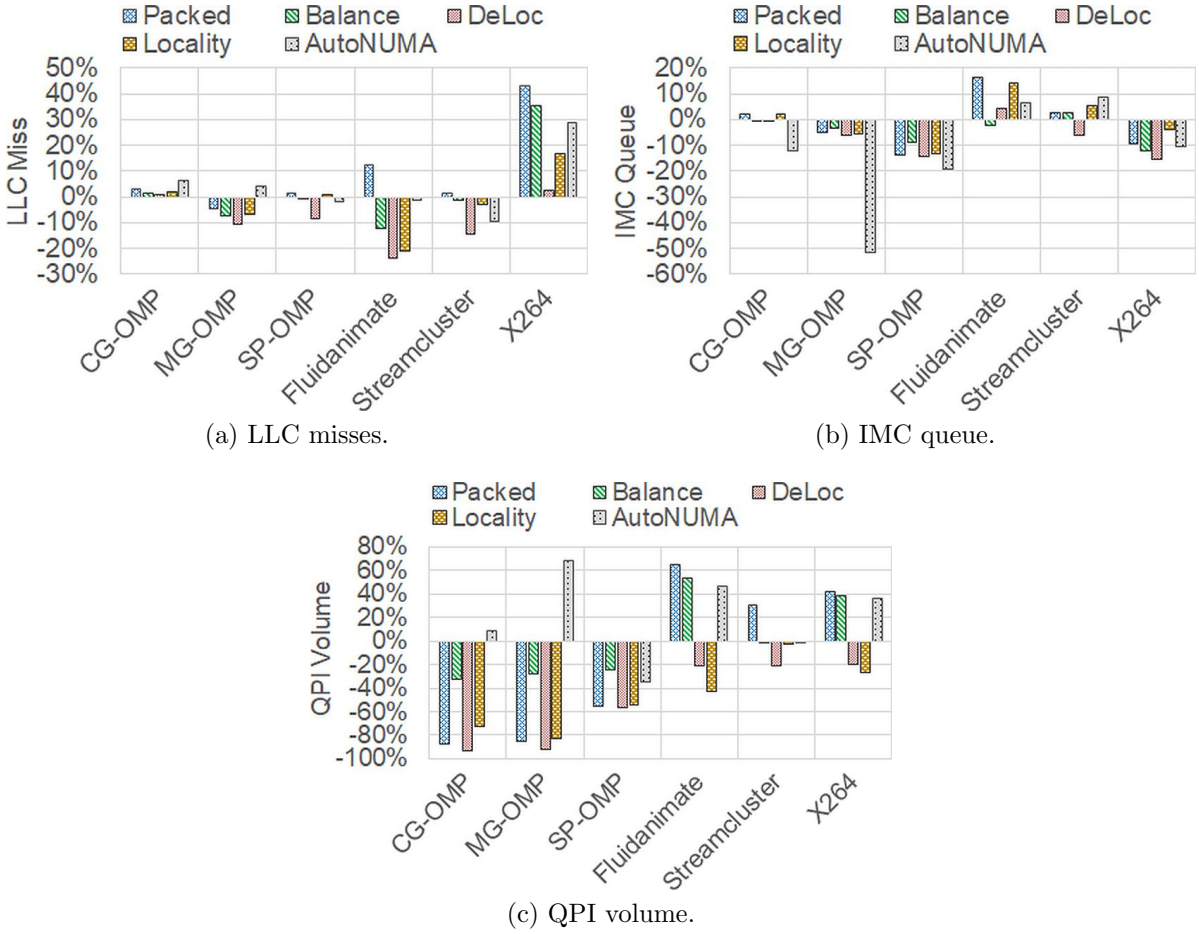 Packed Balance DeLoc
Locality AutoNUMA
LLC Miss
50%
40%
30%
20%
10%
0%
-10%
-20%
-30%
CG-OMP
MG-OMP
SP-OMP
Fluidanimate
Streamcluster
X264
(a) LLC misses.
Packed Balance DeLoc
Locality AutoNUMA
IMC Queue
20%
10%
0%
-10%
-20%
-30%
-40%
-50%
-60%
CG-OMP
MG-OMP
SP-OMP
Fluidanimate
Streamcluster
X264
(b) IMC queue.
Packed Balance DeLoc
Locality AutoNUMA
QPI Volume
80%
60%
40%
20%
0%
-20%
-40%
-60%
-80%
-100%
CG-OMP
MG-OMP
SP-OMP
Fluidanimate
Streamcluster
X264
(c) QPI volume.